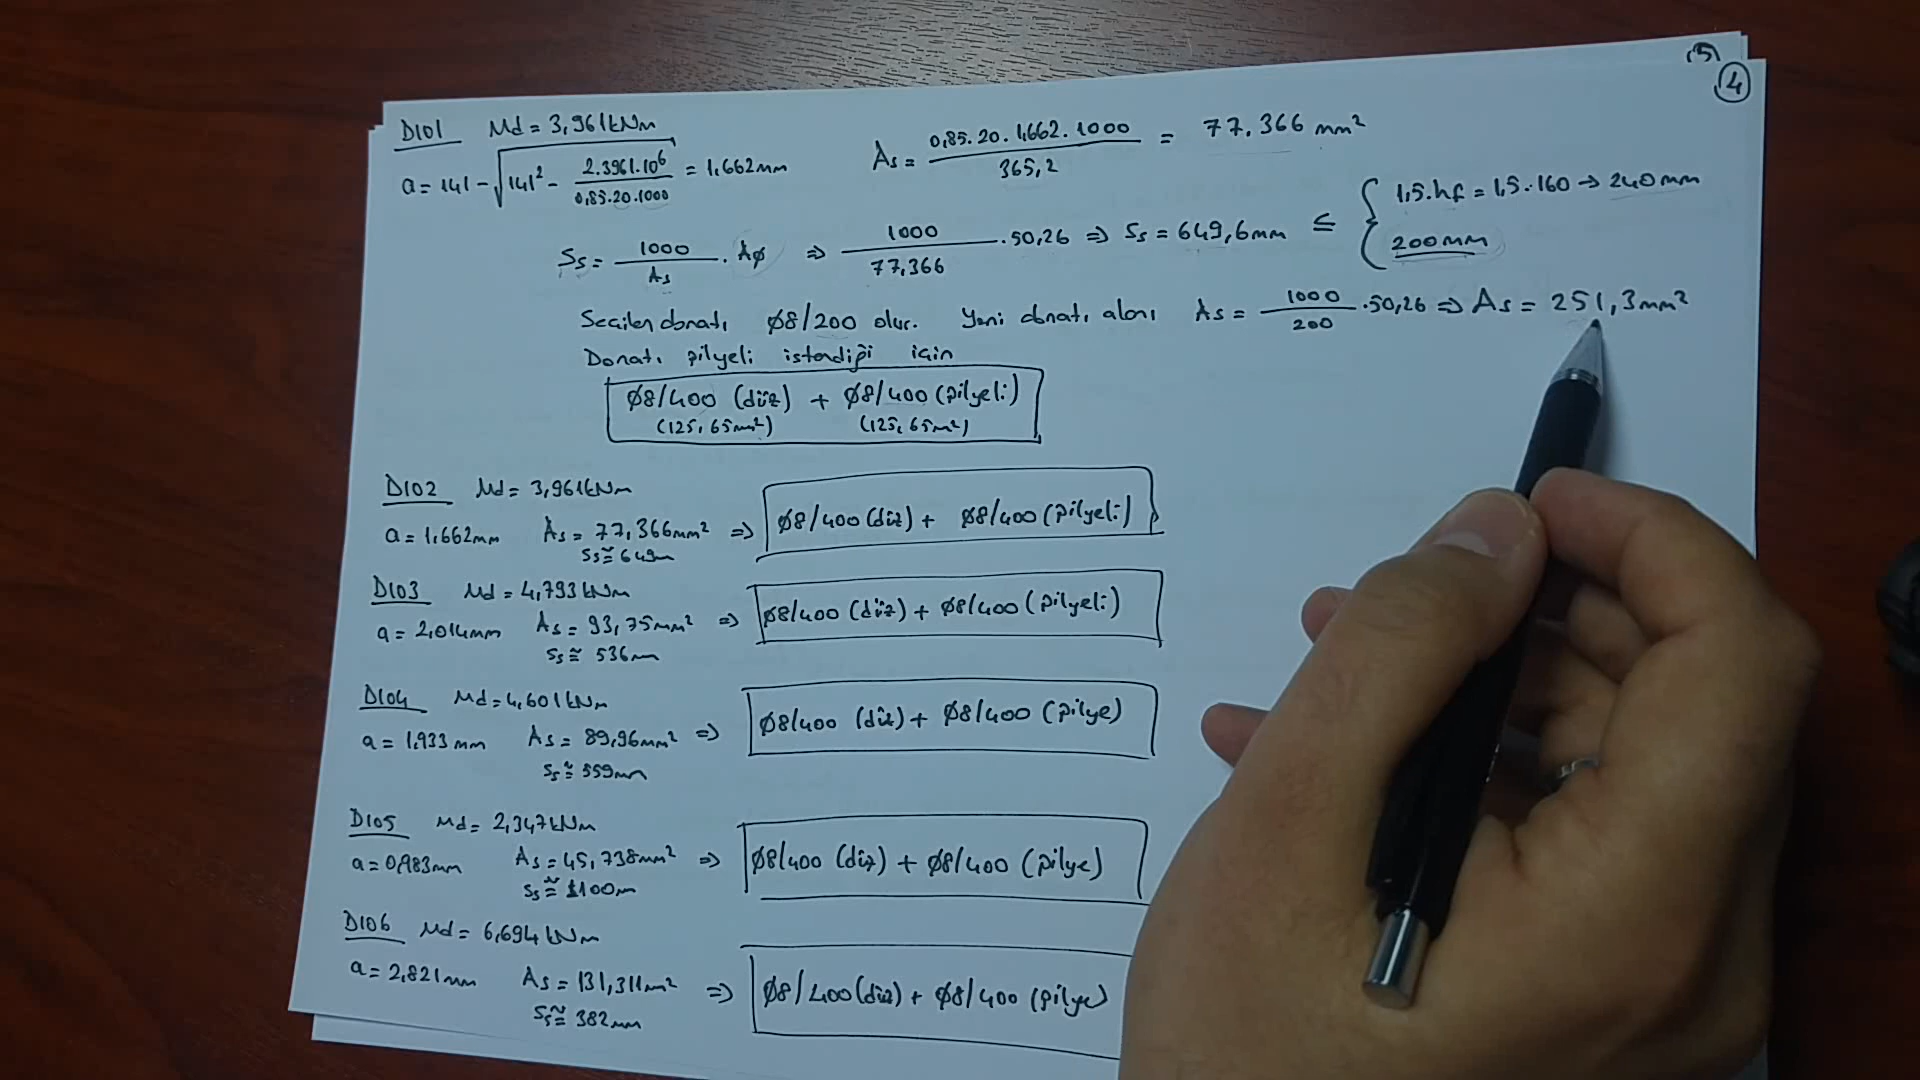 (3)
4
D101 Md = 3,961kNm
a = 141 - √(141² - 2.3961.10⁶ / 0,85.20.1000) = 1,662mm
As = 0,85.20.1,662.1000 / 365,2 = 77,366 mm²
Ss = 1000 / As . AØ ⇒ 1000 / 77,366 . 50,26 ⇒ Ss = 649,6mm ≤ { 1,5.hf = 1,5.160 → 240mm
200mm
Seçilen donatı Ø8/200 olur. Yeni donatı alanı As = 1000 / 200 . 50,26 ⇒ As = 251,3mm²
Donatı pilyeli istendiği için
Ø8/400 (düz) + Ø8/400 (pilyeli)
(125,65mm²) (125,65m²)
D102 Md = 3,961kNm
a = 1,662mm As = 77,366mm² ⇒ Ø8/400 (düz) + Ø8/400 (pilyeli)
Ss ≅ 649m
D103 Md = 4,793kNm
a = 2,014mm As = 93,75mm² ⇒ Ø8/400 (düz) + Ø8/400 (pilyeli)
Ss ≅ 536m
D104 Md = 4,601kNm
a = 1,933mm As = 89,96mm² ⇒ Ø8/400 (düz) + Ø8/400 (pilye)
Ss ≅ 559mm
D105 Md = 2,347kNm
a = 0,983mm As = 45,738mm² ⇒ Ø8/400 (düz) + Ø8/400 (pilye)
Ss ≅ 1100m
D106 Md = 6,694kNm
a = 2,821mm As = 131,311m² ⇒ Ø8/400 (düz) + Ø8/400 (pilye)
Ss ≅ 382mm